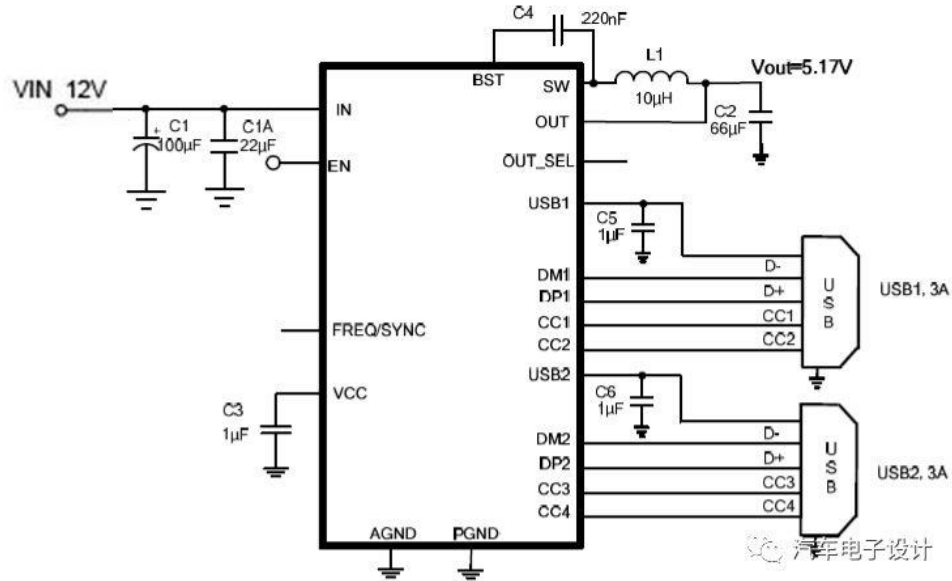 C4
220nF
BST
L1
SW
10µH
Vout=5.17V
VIN 12V
IN
OUT
C2
66µF
+
C1
100µF
C1A
22µF
EN
OUT_SEL
USB1
C5
1µF
DM1
D-
DP1
D+
CC1
CC1
CC2
CC2
USB
USB1, 3A
FREQ/SYNC
USB2
VCC
C3
1µF
C6
1µF
DM2
D-
DP2
D+
CC3
CC3
CC4
CC4
USB
USB2, 3A
AGND
PGND
汽车电子设计